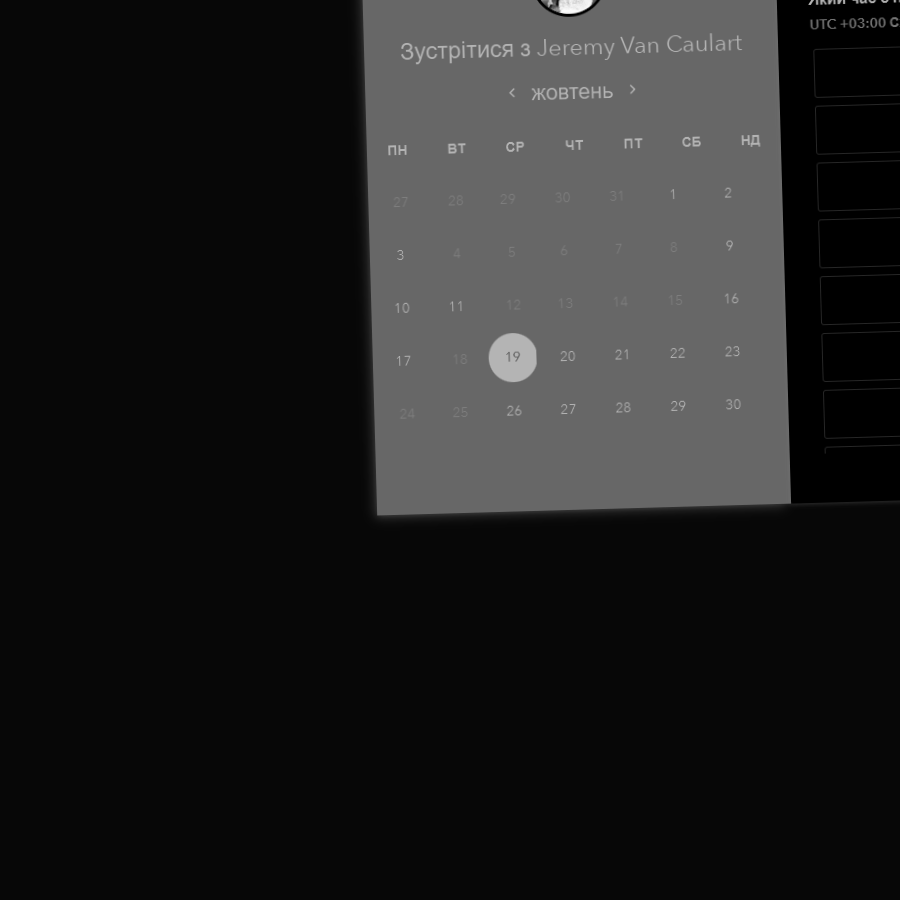 Зустрітися з Jeremy Van Caulart
‹ жовтень ›
ПН ВТ СР ЧТ ПТ СБ НД
27 28 29 30 31 1 2
3 4 5 6 7 8 9
10 11 12 13 14 15 16
17 18 19 20 21 22 23
24 25 26 27 28 29 30
Який час
UTC +03:00